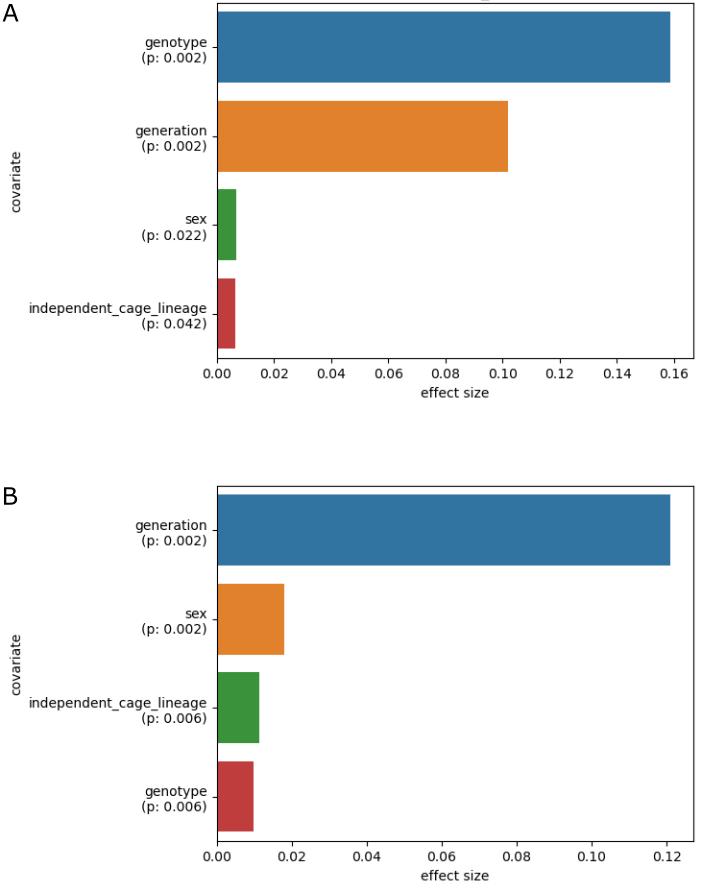 A
genotype
(p: 0.002)
generation
(p: 0.002)
sex
(p: 0.022)
independent_cage_lineage
(p: 0.042)
covariate
0.00 0.02 0.04 0.06 0.08 0.10 0.12 0.14 0.16
effect size
B
generation
(p: 0.002)
sex
(p: 0.002)
independent_cage_lineage
(p: 0.006)
genotype
(p: 0.006)
covariate
0.00 0.02 0.04 0.06 0.08 0.10 0.12
effect size